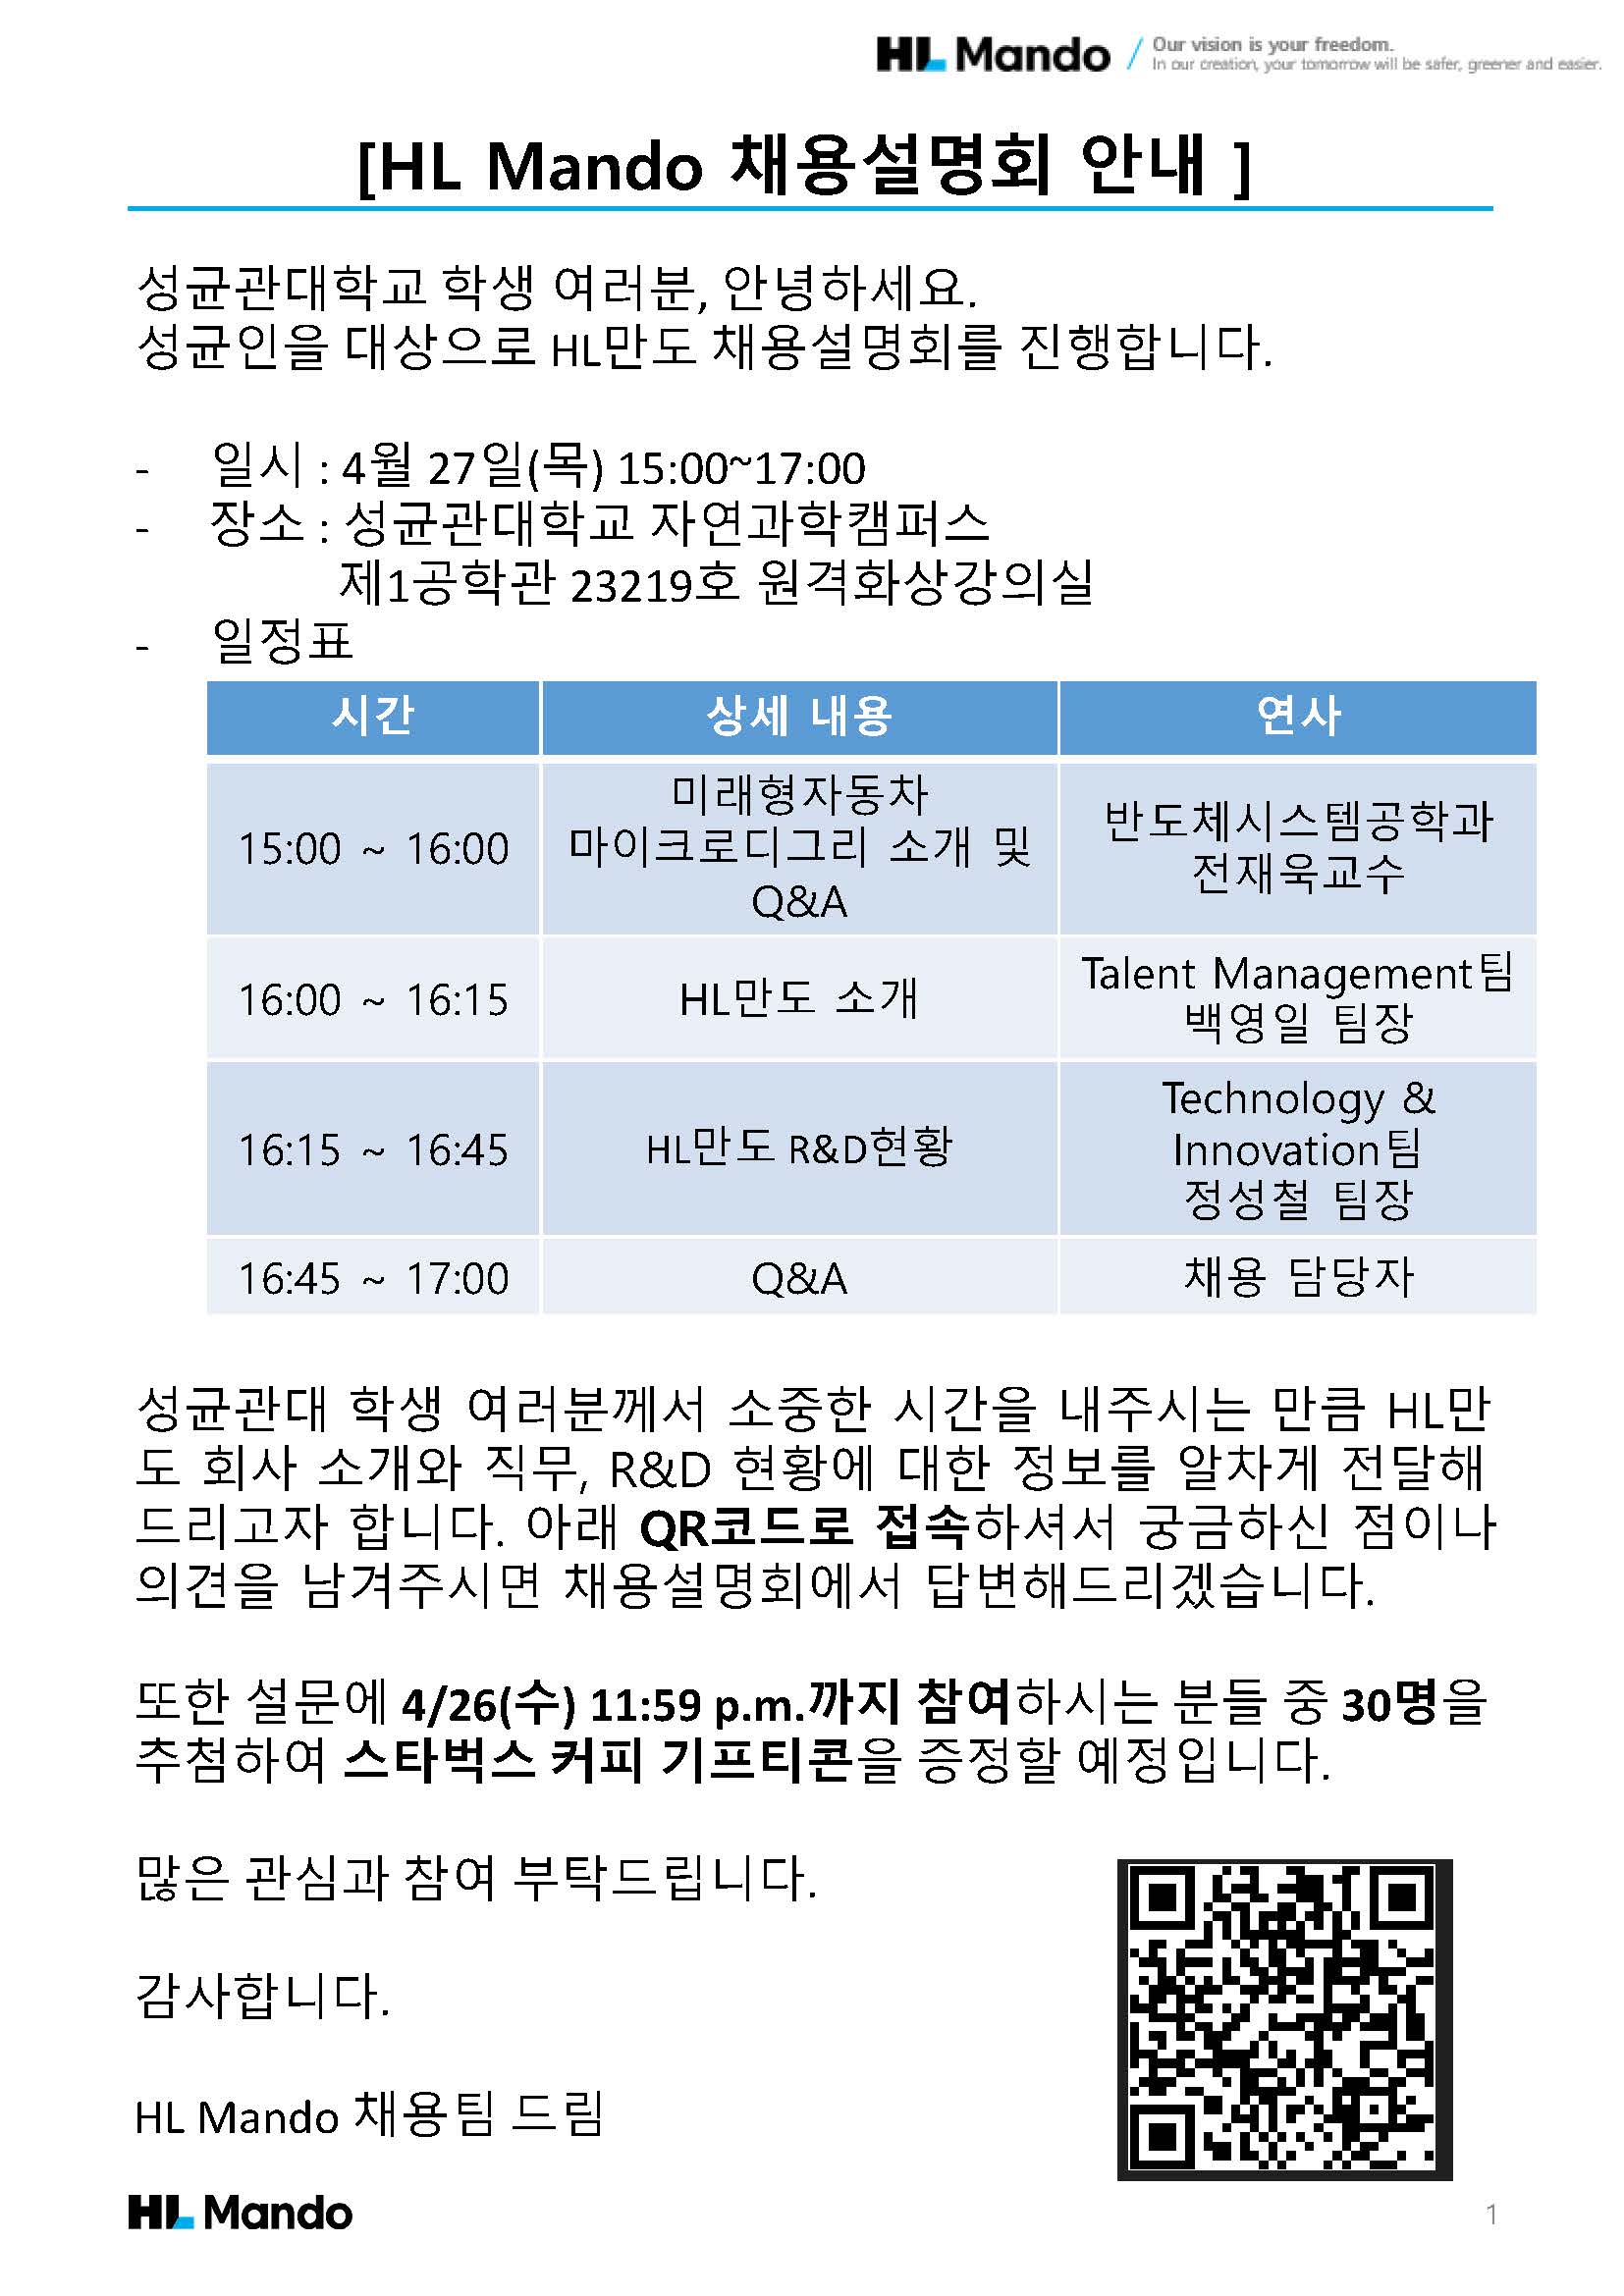 HL Mando
Our vision is your freedom.
In our creation, your tomorrow will be safer, greener and easier.
[HL Mando 채용설명회 안내 ]
성균관대학교 학생 여러분, 안녕하세요.
성균인을 대상으로 HL만도 채용설명회를 진행합니다.
- 일시 : 4월 27일(목) 15:00~17:00
- 장소 : 성균관대학교 자연과학캠퍼스
제1공학관 23219호 원격화상강의실
- 일정표
시간 상세 내용 연사
15:00 ~ 16:00
미래형자동차
마이크로디그리 소개 및
Q&A
반도체시스템공학과
전재욱교수
16:00 ~ 16:15
HL만도 소개
Talent Management팀
백영일 팀장
16:15 ~ 16:45
HL만도 R&D현황
Technology &
Innovation팀
정성철 팀장
16:45 ~ 17:00 Q&A 채용 담당자
성균관대 학생 여러분께서 소중한 시간을 내주시는 만큼 HL만
도 회사 소개와 직무, R&D 현황에 대한 정보를 알차게 전달해
드리고자 합니다. 아래 QR코드로 접속하셔서 궁금하신 점이나
의견을 남겨주시면 채용설명회에서 답변해드리겠습니다.
또한 설문에 4/26(수) 11:59 p.m.까지 참여하시는 분들 중 30명을
추첨하여 스타벅스 커피 기프티콘을 증정할 예정입니다.
많은 관심과 참여 부탁드립니다.
감사합니다.
HL Mando 채용팀 드림
HL Mando
1